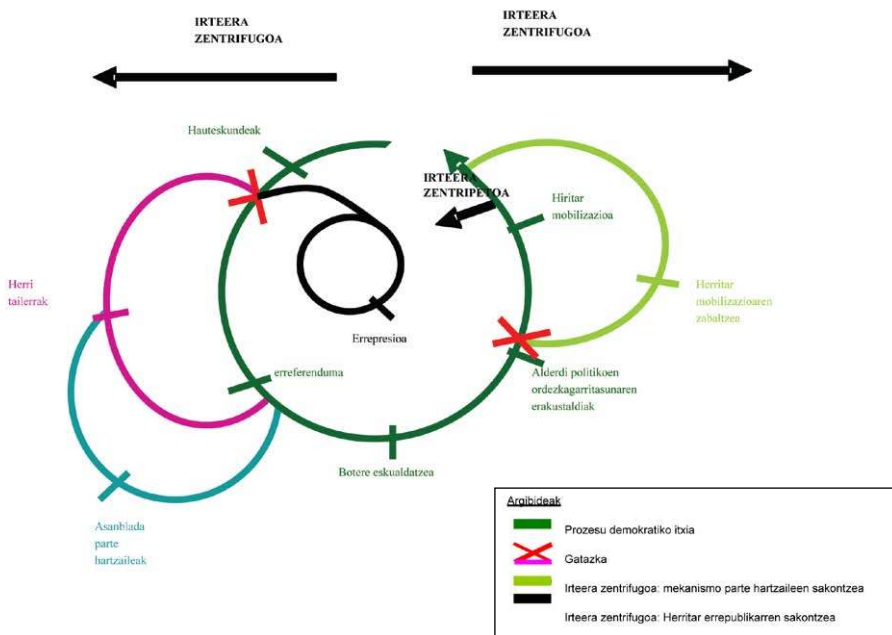 IRTEERA
ZENTRIFUGOA
IRTEERA
ZENTRIFUGOA
Hauteskundeak
IRTEERA
ZENTRIPETOA
Hiritar
mobilizazioa
Herri
tailerrak
Herritar
mobilizazioaren
zabaltzea
Errepresioa
erreferenduma
Alderdi politikoen
ordezkagarritasunaren
erakustaldiak
Botere eskualdatzea
Asanblada
parte
hartzaileak
Argibideak
Prozesu demokratiko itxia
Gatazka
Irteera zentrifugoa: mekanismo parte hartzaileen sakontzea
Irteera zentrifugoa: Herritar errepublikarren sakontzea